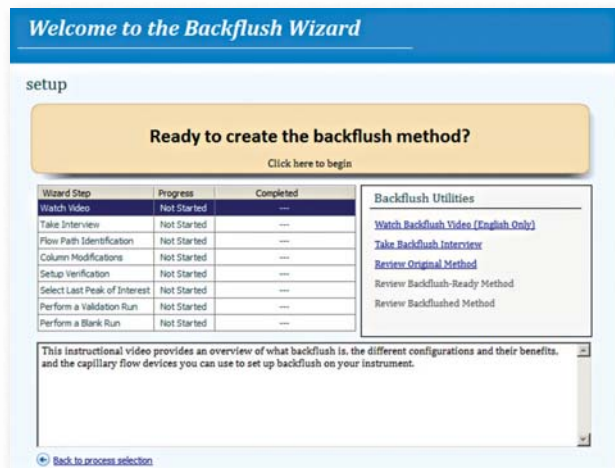 Welcome to the Backflush Wizard
setup
Ready to create the backflush method?
Click here to begin
Wizard Step Progress Completed
Watch Video Not Started ---
Take Interview Not Started ---
Flow Path Identification Not Started ---
Column Modifications Not Started ---
Setup Verification Not Started ---
Select Last Peak of Interest Not Started ---
Perform a Validation Run Not Started ---
Perform a Blank Run Not Started ---
Backflush Utilities
Watch Backflush Video (English Only)
Take Backflush Interview
Review Original Method
Review Backflush-Ready Method
Review Backflushed Method
This instructional video provides an overview of what backflush is, the different configurations and their benefits,
and the capillary flow devices you can use to set up backflush on your instrument.
Back to process selection